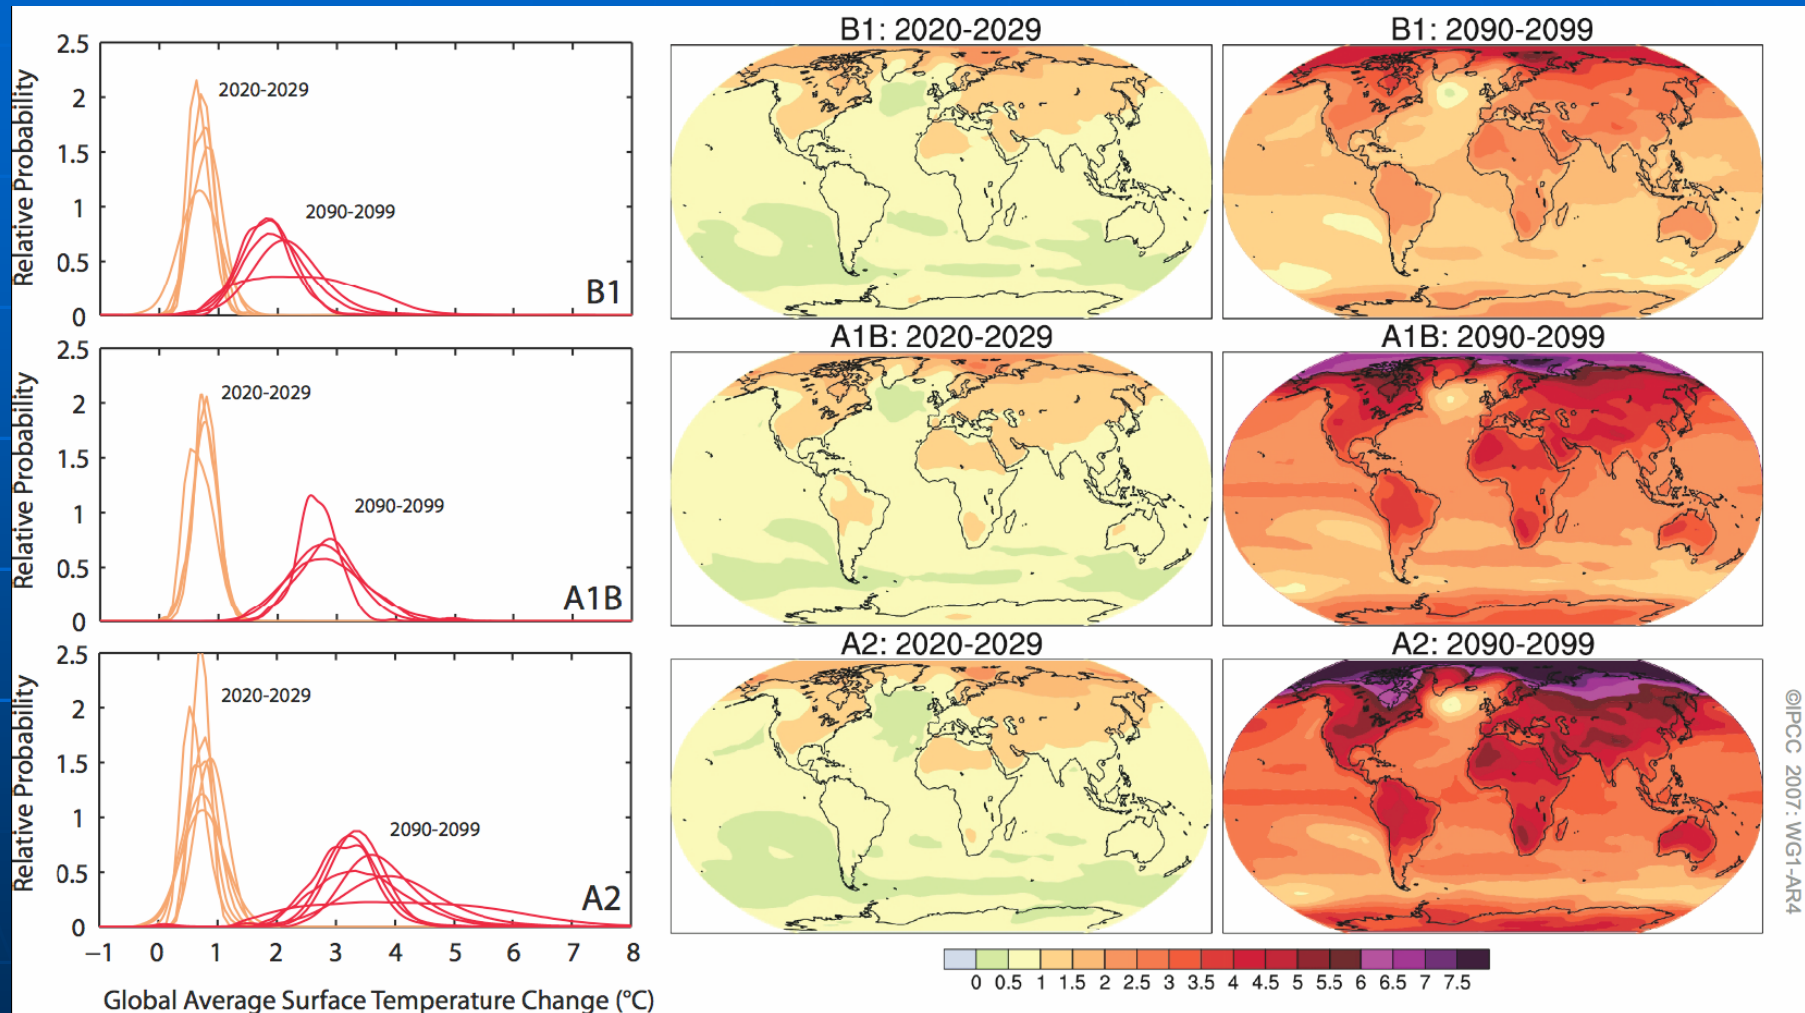 B1: 2020-2029
B1: 2090-2099
2.5
2
1.5
1
0.5
0
Relative Probability
2020-2029
2090-2099
B1
A1B: 2020-2029
A1B: 2090-2099
2.5
2
1.5
1
0.5
0
Relative Probability
2020-2029
2090-2099
A1B
A2: 2020-2029
A2: 2090-2099
2.5
2
1.5
1
0.5
0
Relative Probability
2020-2029
2090-2099
A2
−1 0 1 2 3 4 5 6 7 8
Global Average Surface Temperature Change (°C)
0 0.5 1 1.5 2 2.5 3 3.5 4 4.5 5 5.5 6 6.5 7 7.5
©IPCC 2007: WG1-AR4